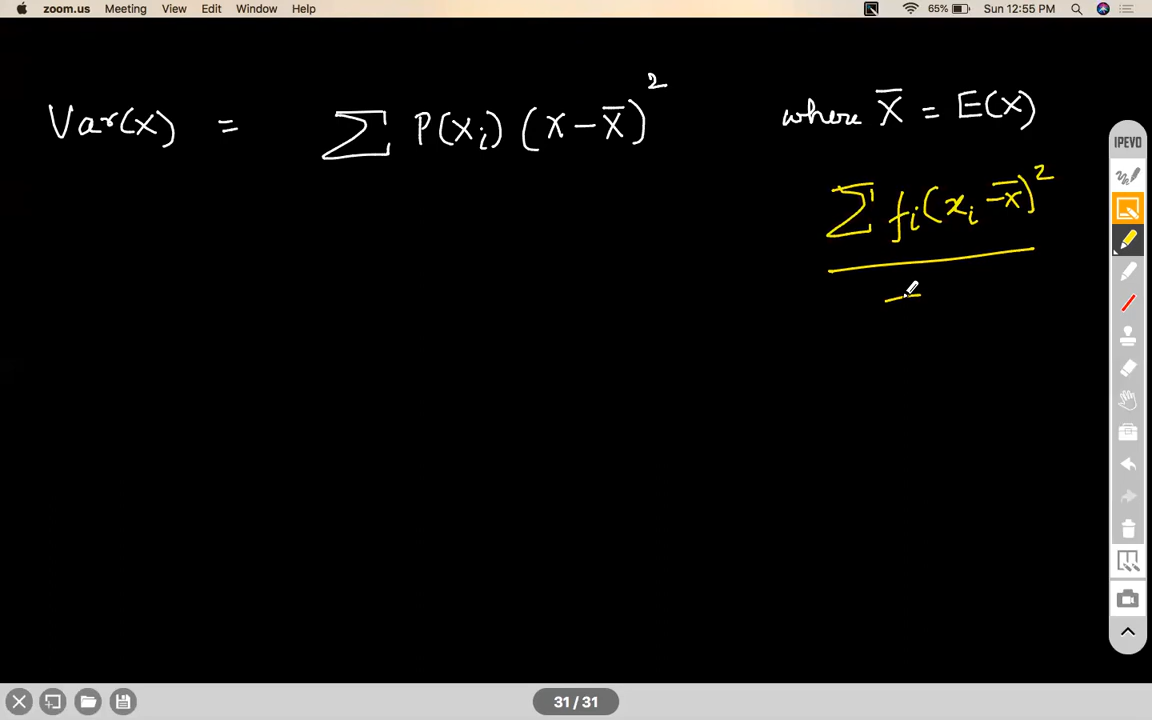 zoom.us Meeting View Edit Window Help 65% Sun 12:55 PM
Var(X) = ∑ P(Xi) (X-X̅)² where X̅ = E(X)
IPEVO
∑ fi(xi-x̅)²
31 / 31